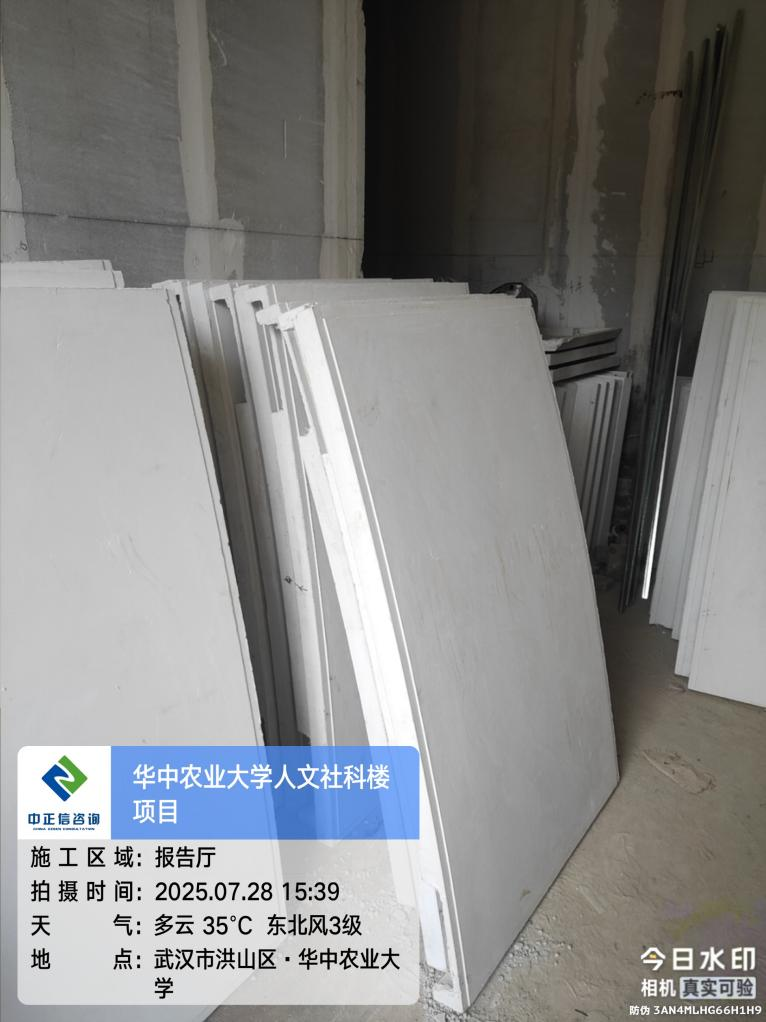 华中农业大学人文社科楼
项目
中正信咨询
施工区域：报告厅
拍摄时间：2025.07.28 15:39
天气：多云 35°C 东北风3级
地点：武汉市洪山区·华中农业大
学
今日水印
相机 真实可验
防伪 3AN4MLHG66H1H9